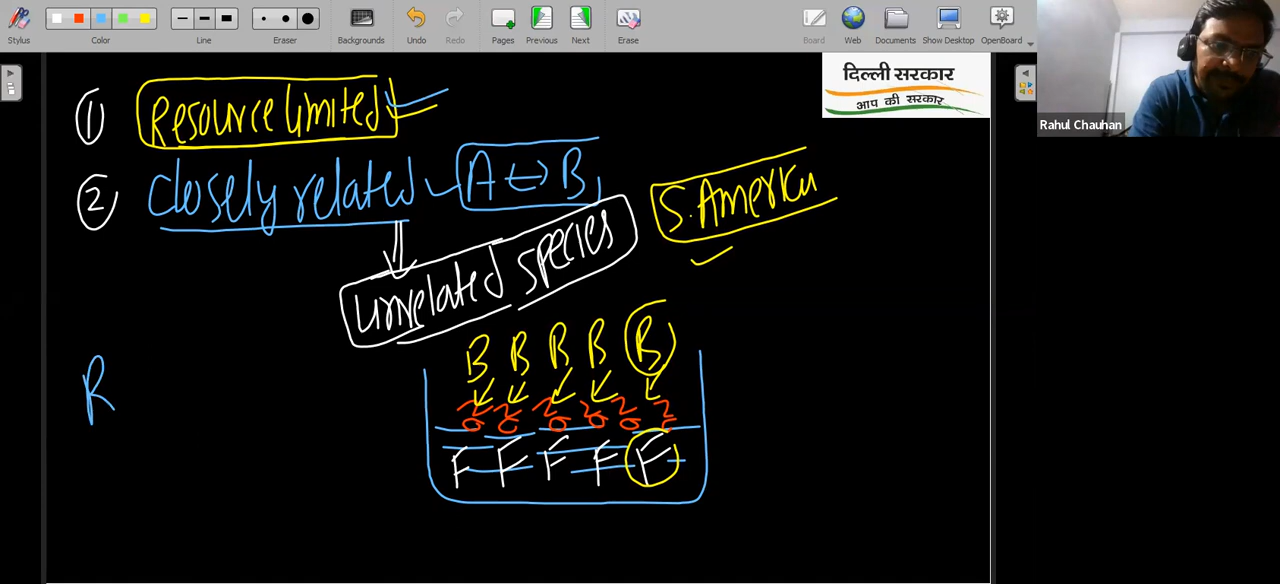 Stylus
Color
Line
Eraser
Backgrounds
Undo
Redo
Pages
Previous
Next
Erase
Board
Web
Documents
Show Desktop
OpenBoard
दिल्ली सरकार
आप की सरकार
Rahul Chauhan
① Resource limited
② Closely related - A ↔ B
S. America
unrelated species
B B B B B
F F F F F
R